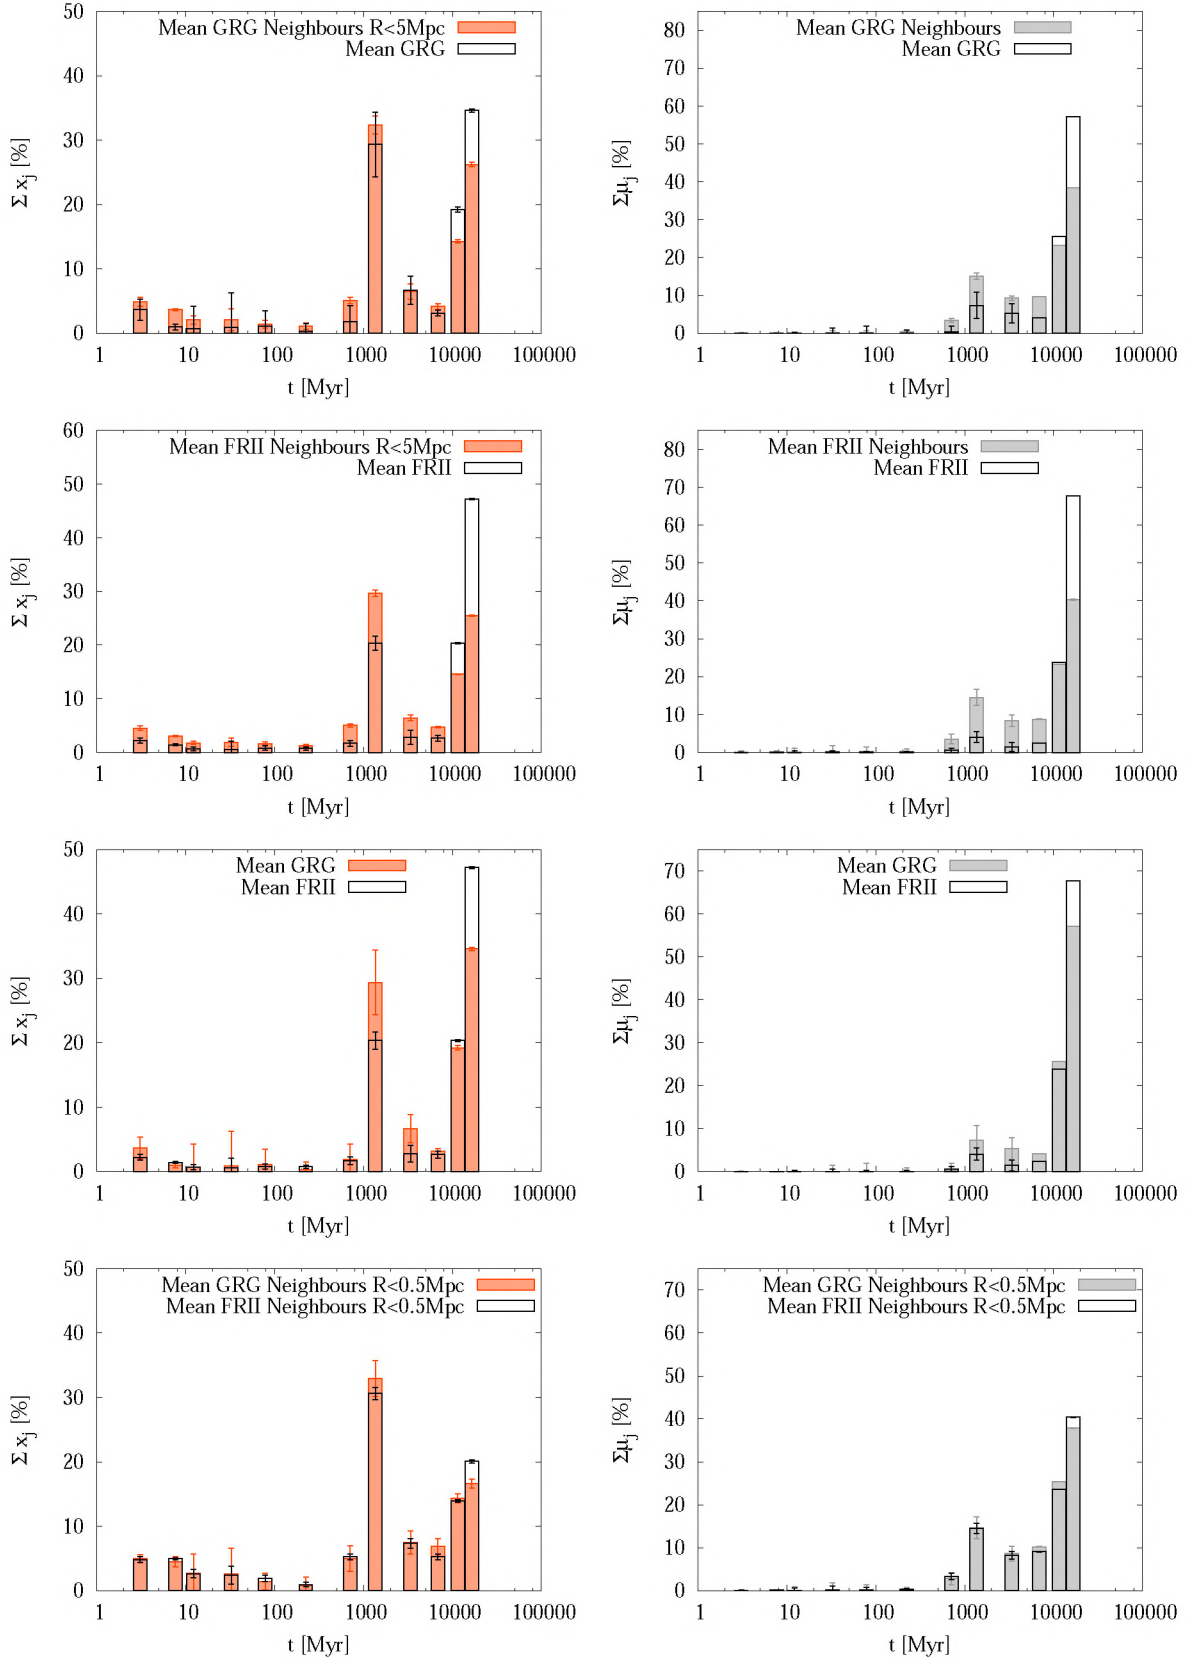 Mean GRG Neighbours R<5Mpc
Mean GRG
Σ x_j [%]
50
40
30
20
10
0
1 10 100 1000 10000 100000
t [Myr]
Mean GRG Neighbours
Mean GRG
Σμ_j [%]
80
70
60
50
40
30
20
10
0
1 10 100 1000 10000 100000
t [Myr]
Mean FRII Neighbours R<5Mpc
Mean FRII
Σ x_j [%]
60
50
40
30
20
10
0
1 10 100 1000 10000 100000
t [Myr]
Mean FRII Neighbours
Mean FRII
Σμ_j [%]
80
70
60
50
40
30
20
10
0
1 10 100 1000 10000 100000
t [Myr]
Mean GRG
Mean FRII
Σ x_j [%]
50
40
30
20
10
0
1 10 100 1000 10000 100000
t [Myr]
Mean GRG
Mean FRII
Σμ_j [%]
70
60
50
40
30
20
10
0
1 10 100 1000 10000 100000
t [Myr]
Mean GRG Neighbours R<0.5Mpc
Mean FRII Neighbours R<0.5Mpc
Σ x_j [%]
50
40
30
20
10
0
1 10 100 1000 10000 100000
t [Myr]
Mean GRG Neighbours R<0.5Mpc
Mean FRII Neighbours R<0.5Mpc
Σμ_j [%]
70
60
50
40
30
20
10
0
1 10 100 1000 10000 100000
t [Myr]